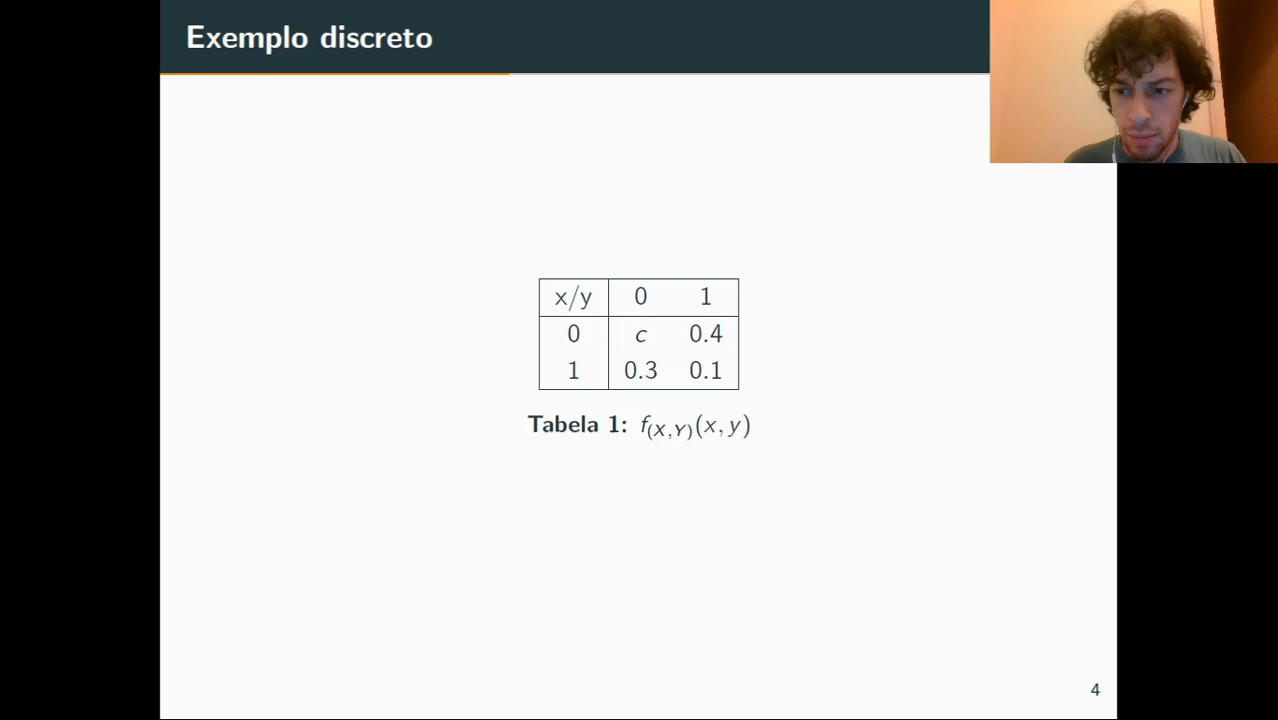 Exemplo discreto
x/y 0 1
0 c 0.4
1 0.3 0.1
Tabela 1: f(X,Y)(x, y)
4